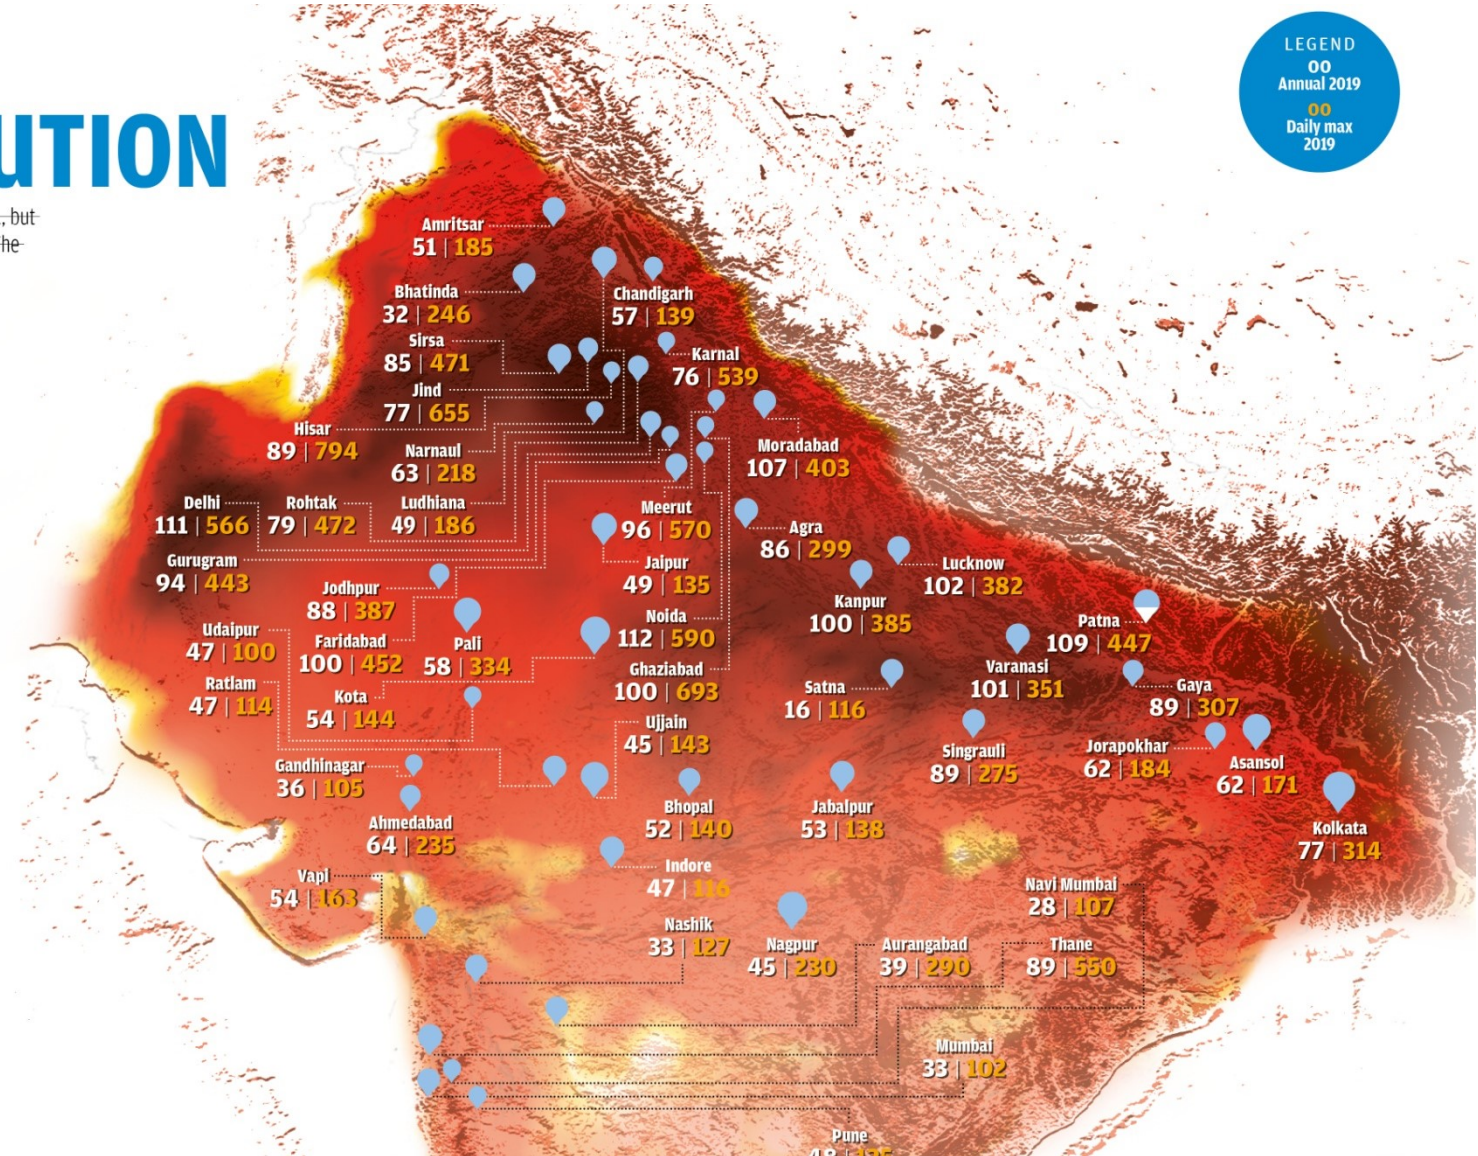 LEGEND
00
Annual 2019
00
Daily max
2019
UTION
, but
he
Amritsar
51 | 185
Bhatinda
32 | 246
Chandigarh
57 | 139
Sirsa
85 | 471
Karnal
76 | 539
Jind
77 | 655
Hisar
89 | 794
Narnaul
63 | 218
Moradabad
107 | 403
Delhi
111 | 566
Rohtak
79 | 472
Ludhiana
49 | 186
Meerut
96 | 570
Agra
86 | 299
Gurugram
94 | 443
Jodhpur
88 | 387
Jaipur
49 | 135
Lucknow
102 | 382
Kanpur
100 | 385
Udaipur
47 | 100
Faridabad
100 | 452
Pali
58 | 334
Noida
112 | 590
Patna
109 | 447
Ratlam
47 | 114
Kota
54 | 144
Ghaziabad
100 | 693
Satna
16 | 116
Varanasi
101 | 351
Gaya
89 | 307
Ujjain
45 | 143
Gandhinagar
36 | 105
Singrauli
89 | 275
Jorapokhar
62 | 184
Asansol
62 | 171
Ahmedabad
64 | 235
Bhopal
52 | 140
Jabalpur
53 | 138
Kolkata
77 | 314
Vapi
54 | 163
Indore
47 | 116
Navi Mumbai
28 | 107
Nashik
33 | 127
Nagpur
45 | 230
Aurangabad
39 | 290
Thane
89 | 550
Mumbai
33 | 102
Pune